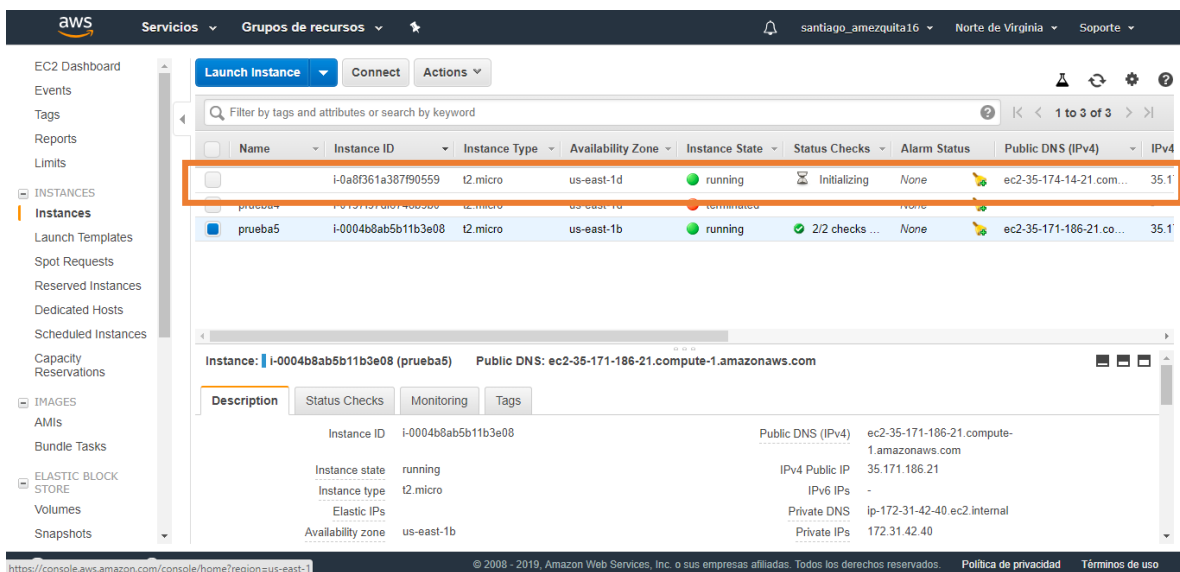 aws Servicios Grupos de recursos santiago_amezquita16 Norte de Virginia Soporte
EC2 Dashboard
Events
Tags
Reports
Limits
INSTANCES
Instances
Launch Templates
Spot Requests
Reserved Instances
Dedicated Hosts
Scheduled Instances
Capacity
Reservations
IMAGES
AMIs
Bundle Tasks
ELASTIC BLOCK
STORE
Volumes
Snapshots
Launch Instance Connect Actions
Filter by tags and attributes or search by keyword 1 to 3 of 3
Name Instance ID Instance Type Availability Zone Instance State Status Checks Alarm Status Public DNS (IPv4) IPv4
i-0a8f361a387f90559 t2.micro us-east-1d running Initializing None ec2-35-174-14-21.com... 35.1
prueba4 t2.micro us-east-1d terminated None -
prueba5 i-0004b8ab5b11b3e08 t2.micro us-east-1b running 2/2 checks ... None ec2-35-171-186-21.co... 35.1
Instance: i-0004b8ab5b11b3e08 (prueba5) Public DNS: ec2-35-171-186-21.compute-1.amazonaws.com
Description Status Checks Monitoring Tags
Instance ID i-0004b8ab5b11b3e08 Public DNS (IPv4) ec2-35-171-186-21.compute-
1.amazonaws.com
Instance state running IPv4 Public IP 35.171.186.21
Instance type t2.micro IPv6 IPs -
Elastic IPs Private DNS ip-172-31-42-40.ec2.internal
Availability zone us-east-1b Private IPs 172.31.42.40
https://console.aws.amazon.com/console/home?region=us-east-1 © 2008 - 2019, Amazon Web Services, Inc. o sus empresas afiliadas. Todos los derechos reservados. Política de privacidad Términos de uso